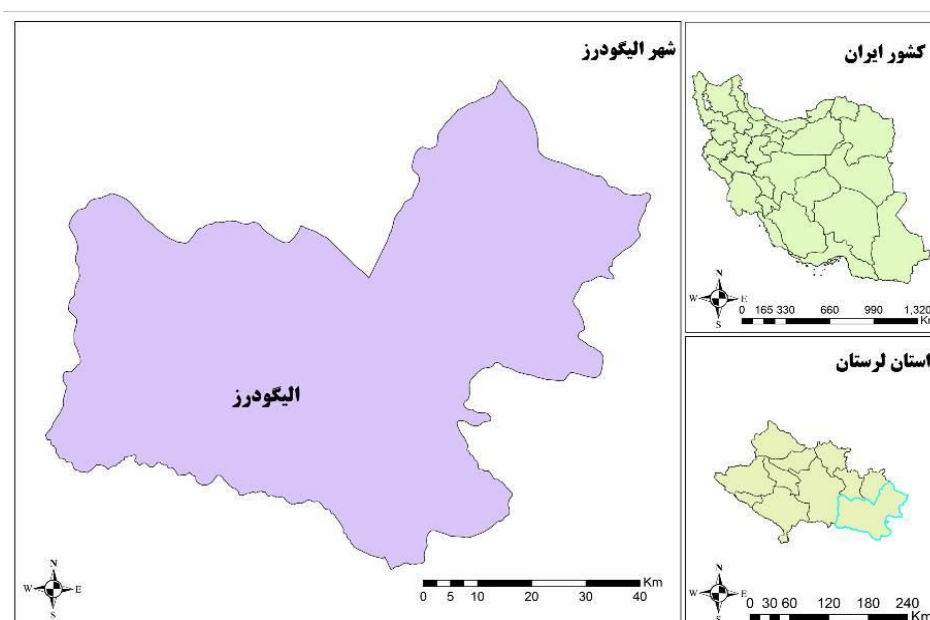 شهر الیگودرز
الیگودرز
N
W E
S
0 5 10 20 30 40 Km
کشور ایران
N
W E
S
0 165 330 660 990 1,320
Km
استان لرستان
N
W E
S
0 30 60 120 180 240
Km